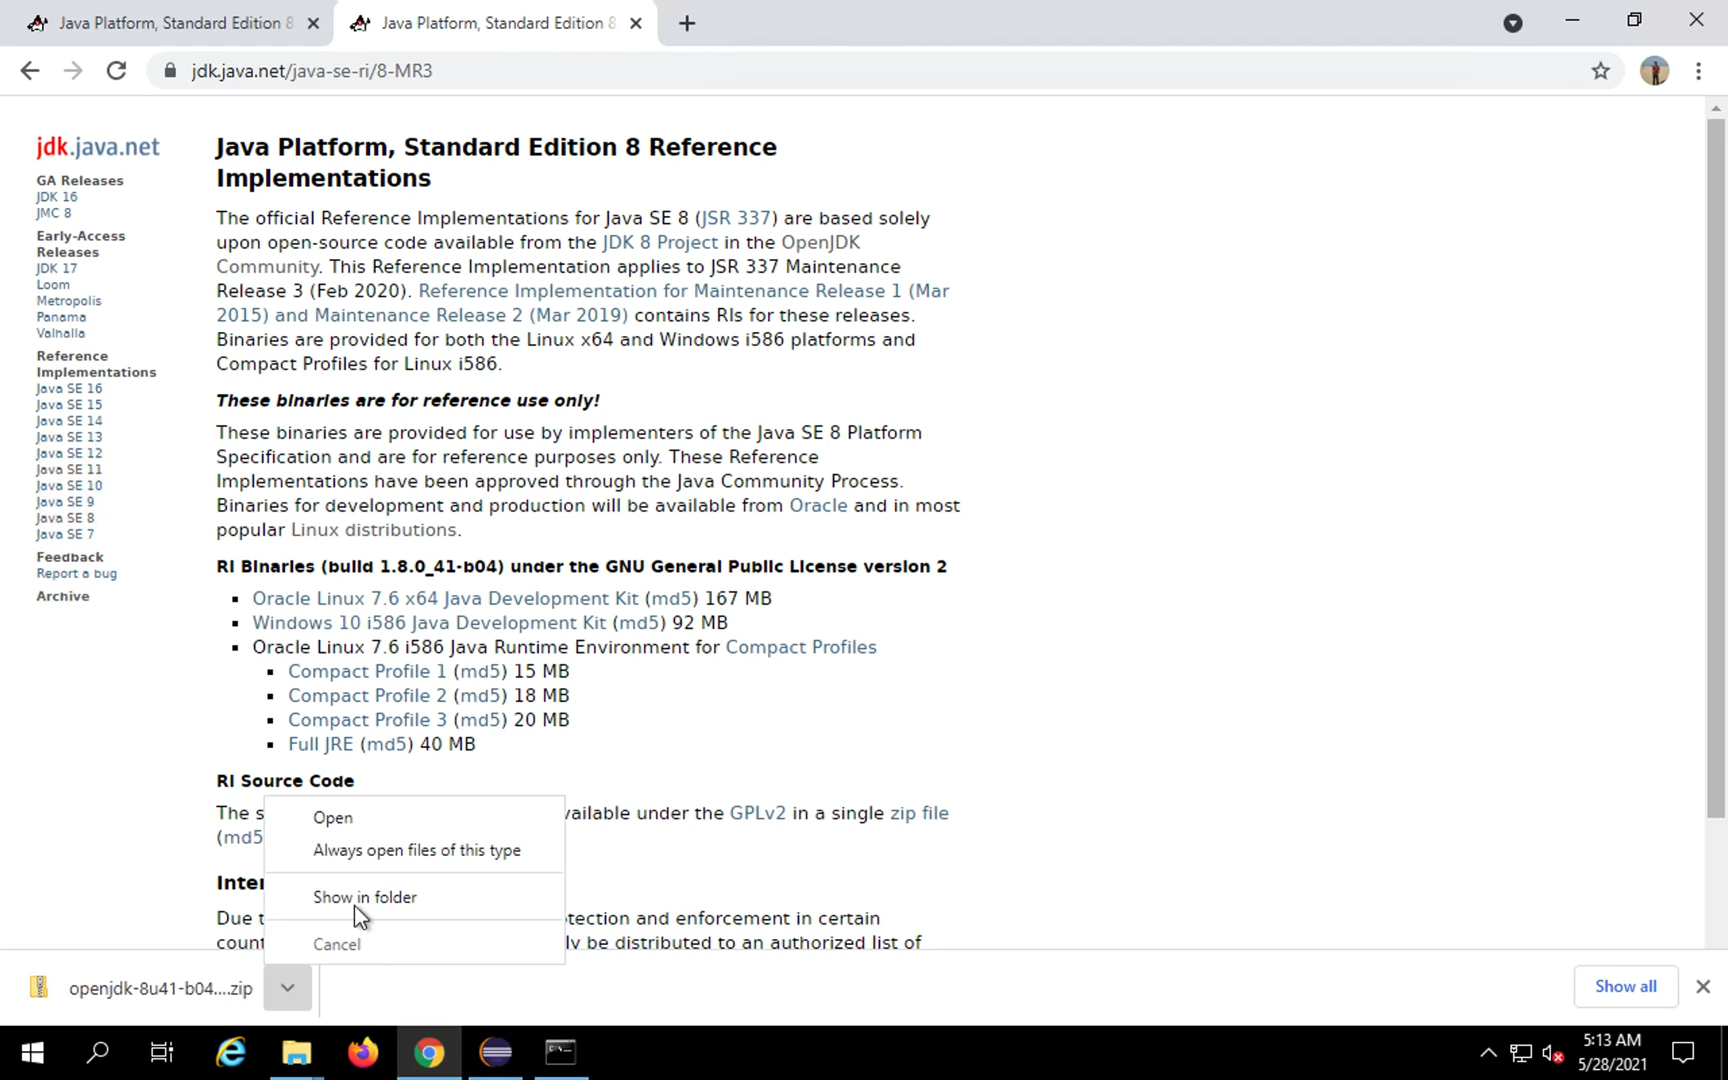 Java Platform, Standard Edition 8
Java Platform, Standard Edition 8
jdk.java.net/java-se-ri/8-MR3
jdk.java.net
GA Releases
JDK 16
JMC 8
Early-Access
Releases
JDK 17
Loom
Metropolis
Panama
Valhalla
Reference
Implementations
Java SE 16
Java SE 15
Java SE 14
Java SE 13
Java SE 12
Java SE 11
Java SE 10
Java SE 9
Java SE 8
Java SE 7
Feedback
Report a bug
Archive
Java Platform, Standard Edition 8 Reference
Implementations
The official Reference Implementations for Java SE 8 (JSR 337) are based solely
upon open-source code available from the JDK 8 Project in the OpenJDK
Community. This Reference Implementation applies to JSR 337 Maintenance
Release 3 (Feb 2020). Reference Implementation for Maintenance Release 1 (Mar
2015) and Maintenance Release 2 (Mar 2019) contains RIs for these releases.
Binaries are provided for both the Linux x64 and Windows i586 platforms and
Compact Profiles for Linux i586.
These binaries are for reference use only!
These binaries are provided for use by implementers of the Java SE 8 Platform
Specification and are for reference purposes only. These Reference
Implementations have been approved through the Java Community Process.
Binaries for development and production will be available from Oracle and in most
popular Linux distributions.
RI Binaries (build 1.8.0_41-b04) under the GNU General Public License version 2
Oracle Linux 7.6 x64 Java Development Kit (md5) 167 MB
Windows 10 i586 Java Development Kit (md5) 92 MB
Oracle Linux 7.6 i586 Java Runtime Environment for Compact Profiles
Compact Profile 1 (md5) 15 MB
Compact Profile 2 (md5) 18 MB
Compact Profile 3 (md5) 20 MB
Full JRE (md5) 40 MB
RI Source Code
The s vailable under the GPLv2 in a single zip file
(md5
Inter
Due t tection and enforcement in certain
count ly be distributed to an authorized list of
Open
Always open files of this type
Show in folder
Cancel
openjdk-8u41-b04....zip
Show all
5:13 AM
5/28/2021